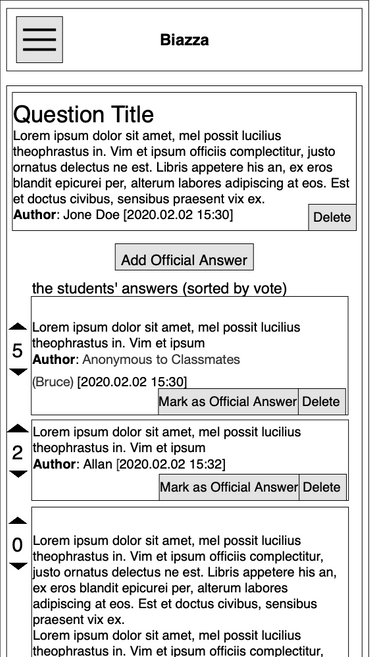 Biazza
Question Title
Lorem ipsum dolor sit amet, mel possit lucilius
theophrastus in. Vim et ipsum officiis complectitur, justo
ornatus delectus ne est. Libris appetere his an, ex eros
blandit epicurei per, alterum labores adipiscing at eos. Est
et doctus civibus, sensibus praesent vix ex.
Author: Jone Doe [2020.02.02 15:30]
Delete
Add Official Answer
the students' answers (sorted by vote)
Lorem ipsum dolor sit amet, mel possit lucilius
theophrastus in. Vim et ipsum
5
Author: Anonymous to Classmates
(Bruce) [2020.02.02 15:30]
Mark as Official Answer Delete
Lorem ipsum dolor sit amet, mel possit lucilius
theophrastus in. Vim et ipsum
2
Author: Allan [2020.02.02 15:32]
Mark as Official Answer Delete
0
Lorem ipsum dolor sit amet, mel possit lucilius
theophrastus in. Vim et ipsum officiis complectitur,
justo ornatus delectus ne est. Libris appetere his an,
ex eros blandit epicurei per, alterum labores
adipiscing at eos. Est et doctus civibus, sensibus
praesent vix ex.
Lorem ipsum dolor sit amet, mel possit lucilius
theophrastus in. Vim et ipsum officiis complectitur,